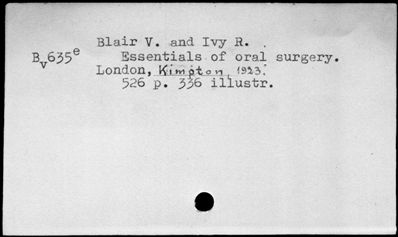 Blair V. and Ivy R.
Bv635e Essentials of oral surgery.
London, Kimpton, 1923.
526 p. 336 illustr.